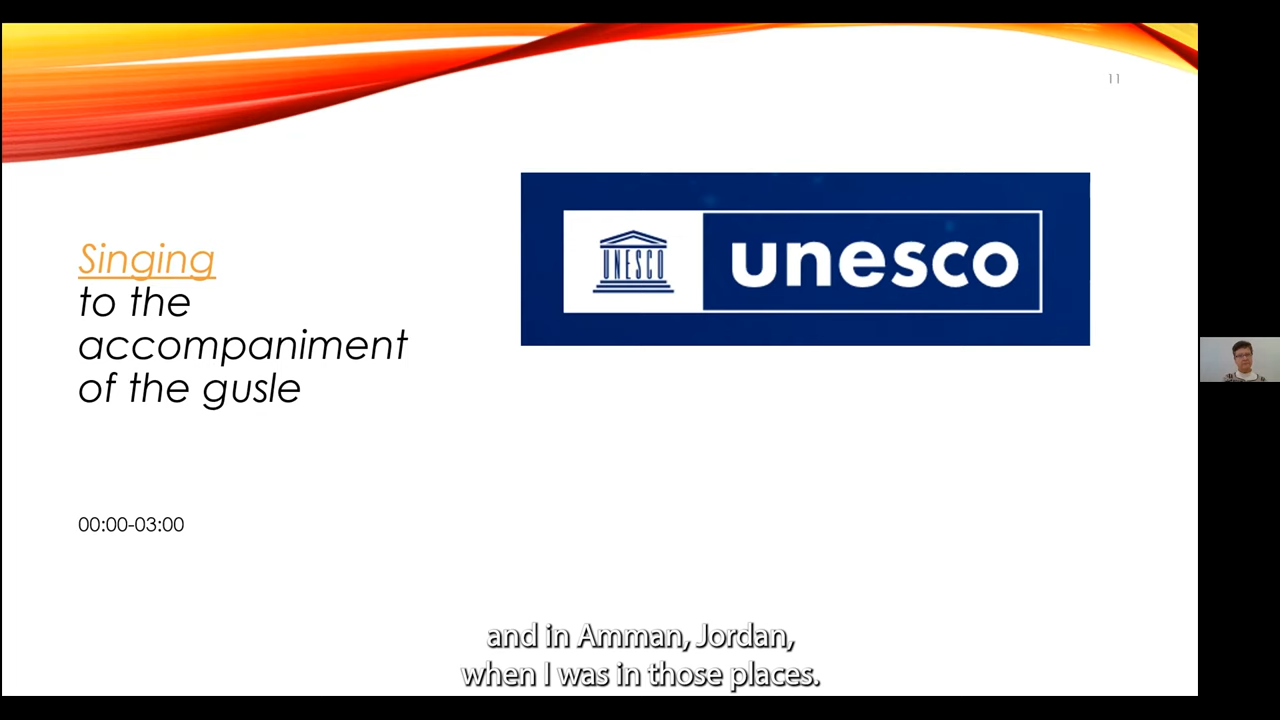 11
Singing
to the
accompaniment
of the gusle
UNESCO
unesco
00:00-03:00
and in Amman, Jordan,
when I was in those places.